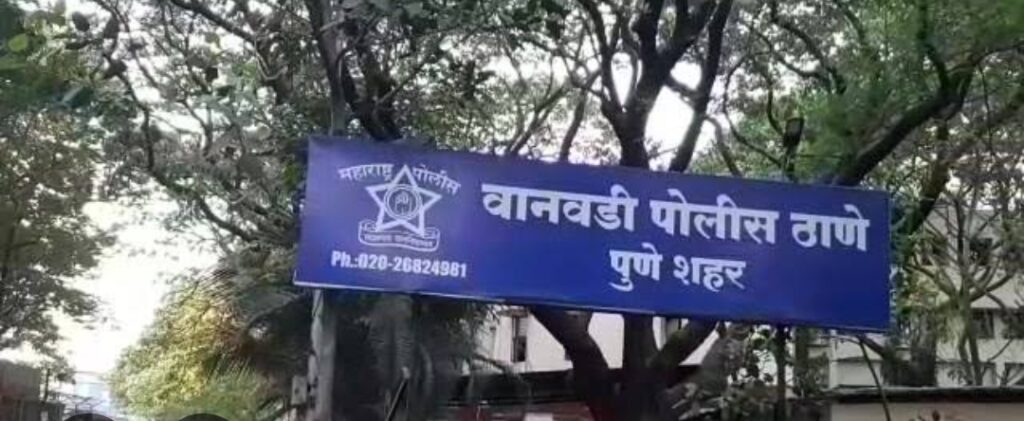 महाराष्ट्र पोलीस
Ph.:020-26824981
वानवडी पोलीस ठाणे
पुणे शहर